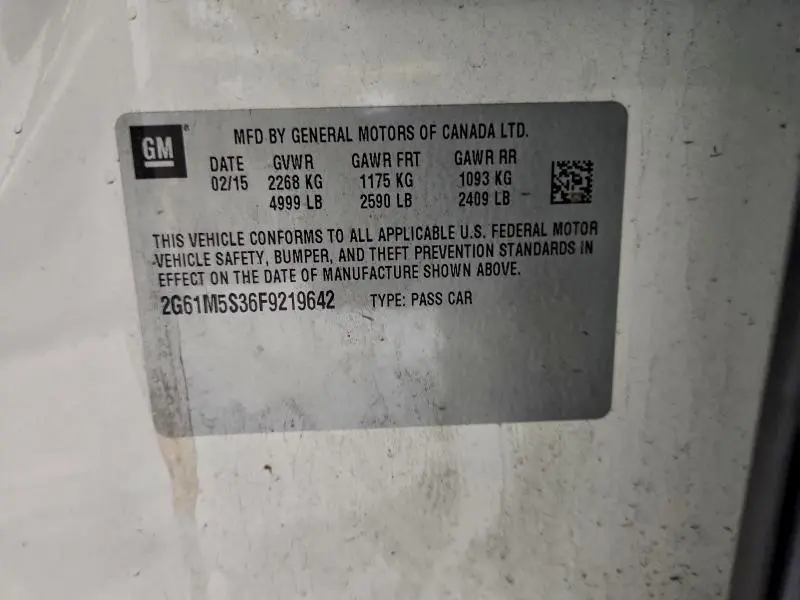 GM®
MFD BY GENERAL MOTORS OF CANADA LTD.
DATE GVWR GAWR FRT GAWR RR
02/15 2268 KG 1175 KG 1093 KG
4999 LB 2590 LB 2409 LB
THIS VEHICLE CONFORMS TO ALL APPLICABLE U.S. FEDERAL MOTOR
VEHICLE SAFETY, BUMPER, AND THEFT PREVENTION STANDARDS IN
EFFECT ON THE DATE OF MANUFACTURE SHOWN ABOVE.
2G61M5S36F9219642 TYPE: PASS CAR